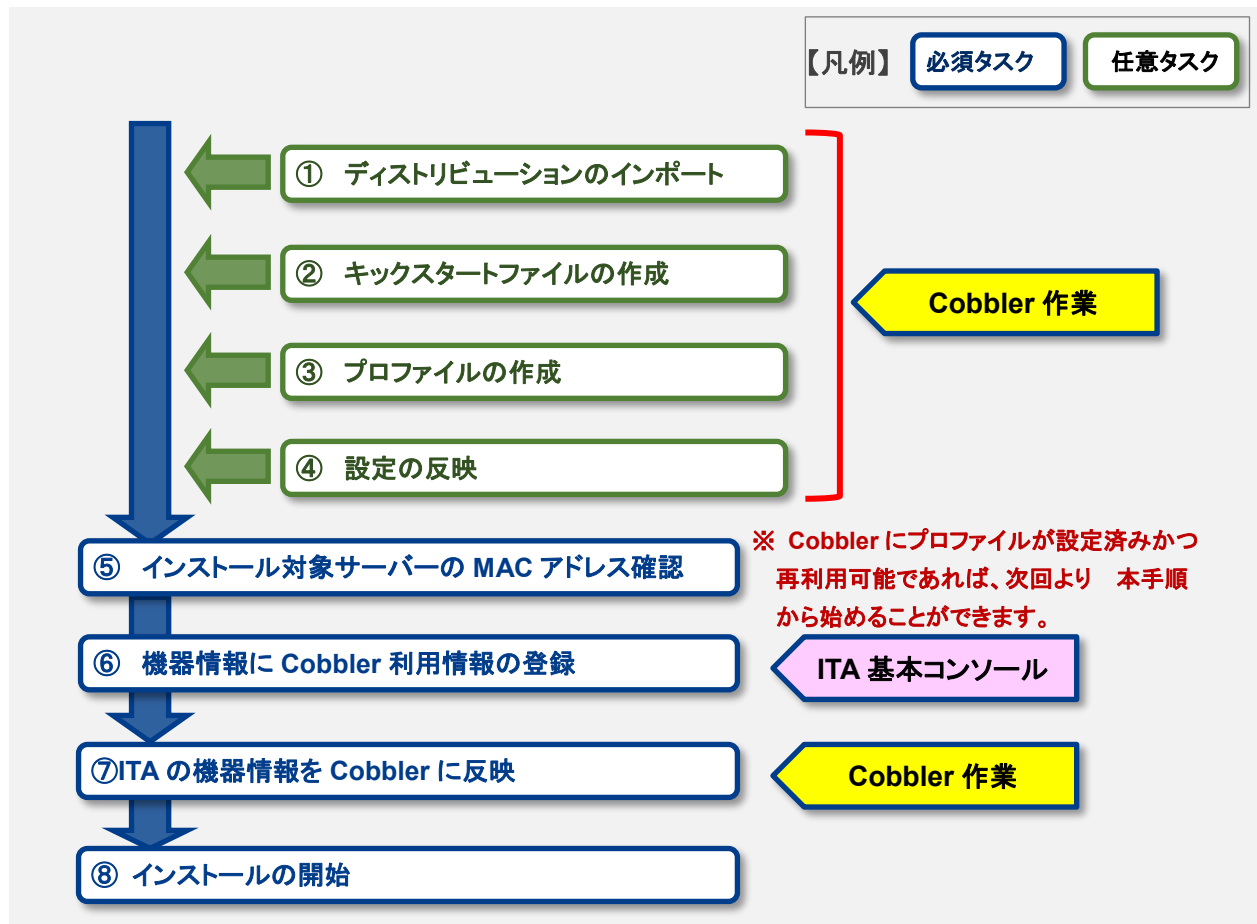 【凡例】 必須タスク 任意タスク
① ディストリビューションのインポート
② キックスタートファイルの作成
Cobbler 作業
③ プロファイルの作成
④ 設定の反映
⑤ インストール対象サーバーの MAC アドレス確認
※ Cobbler にプロファイルが設定済みかつ
再利用可能であれば、次回より 本手順
から始めることができます。
⑥ 機器情報に Cobbler 利用情報の登録
ITA 基本コンソール
⑦ITA の機器情報を Cobbler に反映
Cobbler 作業
⑧ インストールの開始